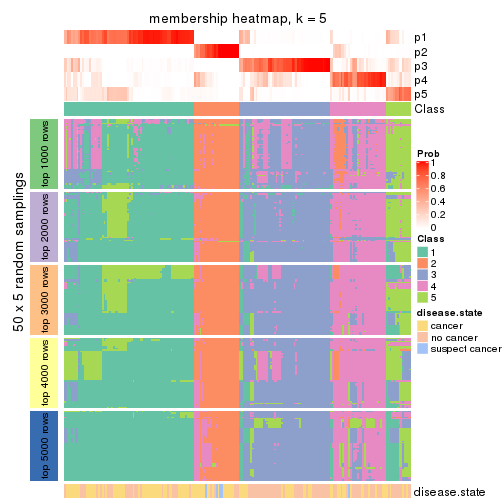 membership heatmap, k = 5
p1
p2
p3
p4
p5
Class
50 x 5 random samplings
top 1000 rows
top 2000 rows
top 3000 rows
top 4000 rows
top 5000 rows
disease.state
Prob
1
0.8
0.6
0.4
0.2
0
Class
1
2
3
4
5
disease.state
cancer
no cancer
suspect cancer